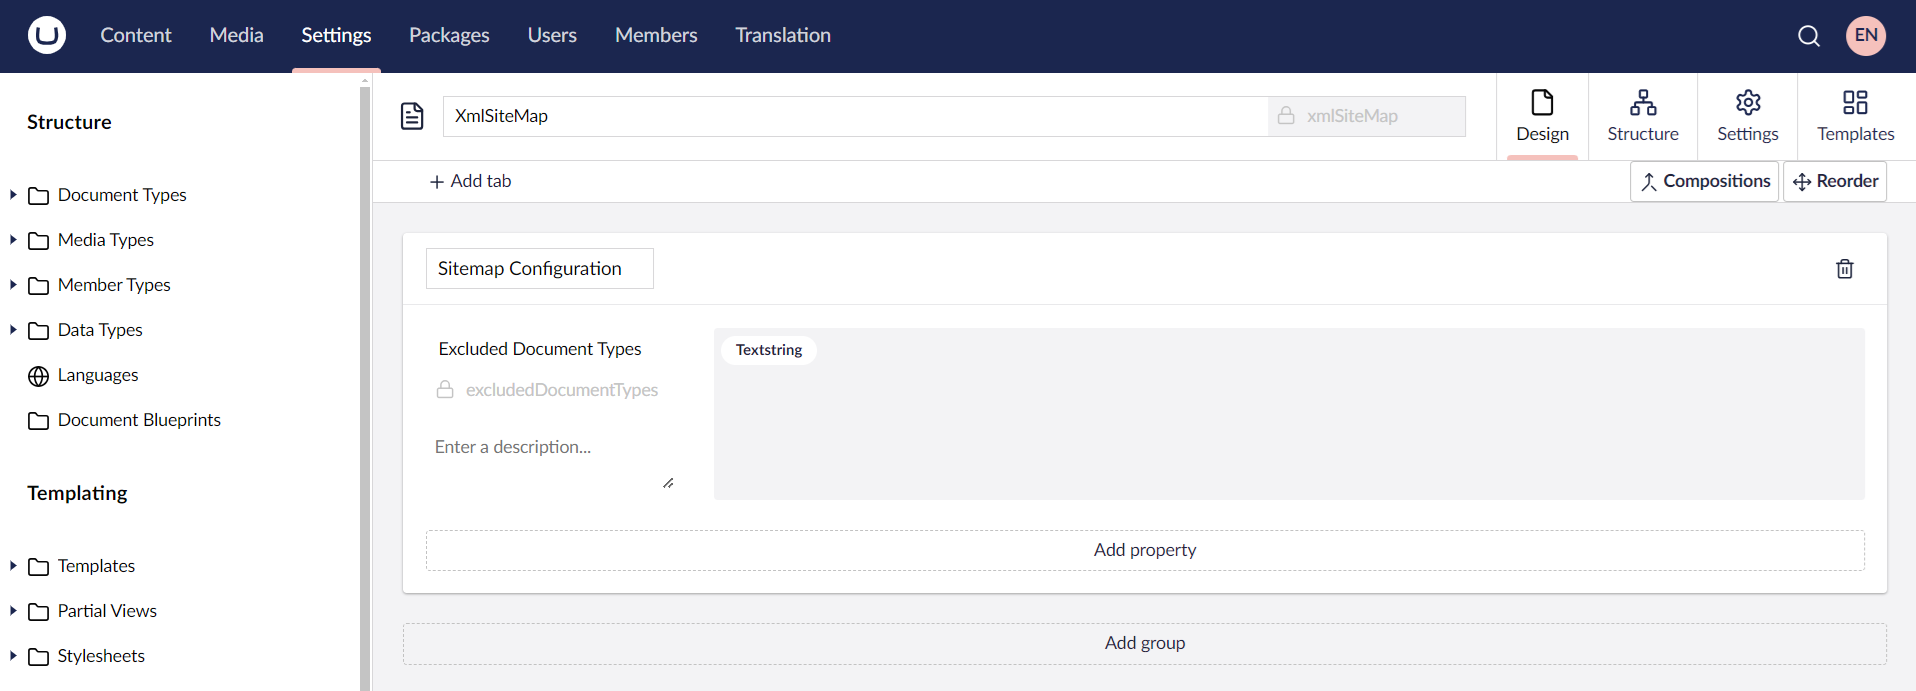 Content Media Settings Packages Users Members Translation EN
Structure
Document Types
Media Types
Member Types
Data Types
Languages
Document Blueprints
Templating
Templates
Partial Views
Stylesheets
XmlSiteMap xmlSiteMap
Design Structure Settings Templates
Add tab Compositions Reorder
Sitemap Configuration
Excluded Document Types
excludedDocumentTypes
Enter a description...
Textstring
Add property
Add group